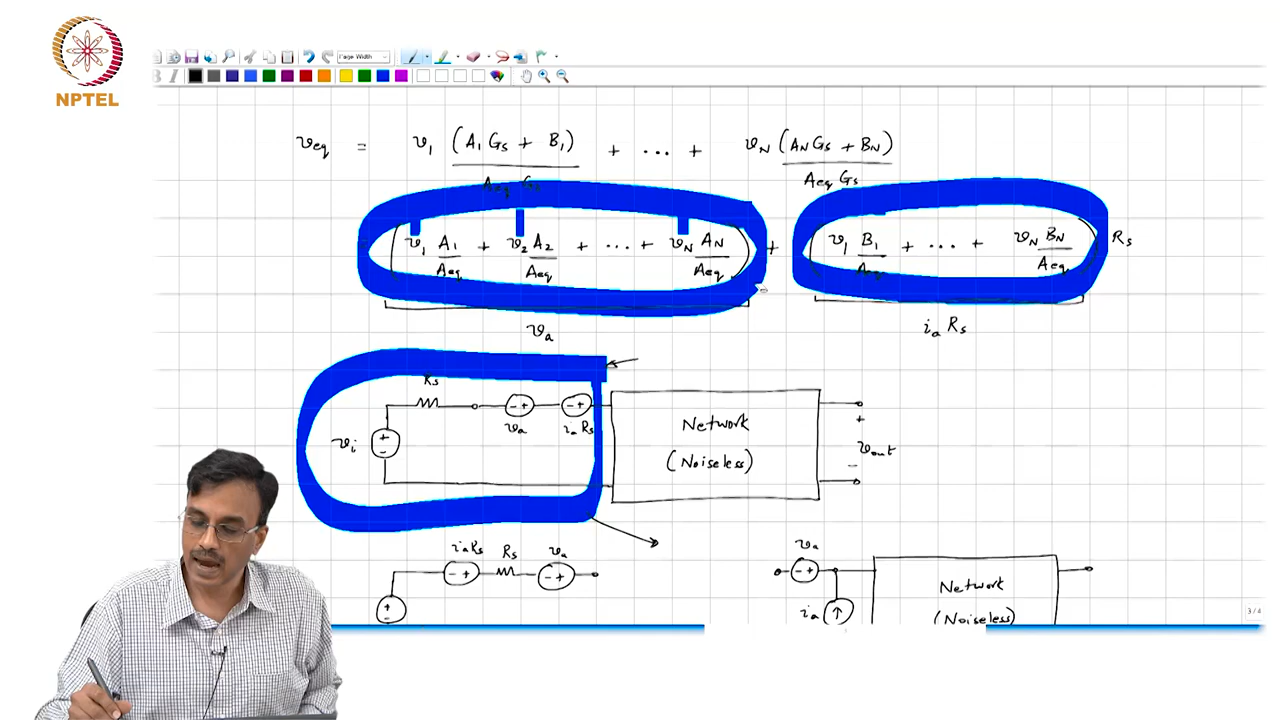 Page Width
NPTEL
v_eq = v_1 (A_1 G_s + B_1) / A_eq G_s + ... + v_N (A_N G_s + B_N) / A_eq G_s
(v_1 A_1/A_eq + v_2 A_2/A_eq + ... + v_N A_N/A_eq) + (v_1 B_1/A_eq + ... + v_N B_N/A_eq) R_s
v_a i_a R_s
R_s
v_i + - - + v_a - + i_a R_s
Network
(Noiseless)
+ v_out -
i_a R_s R_s v_a
- + - +
+ -
v_a
- +
i_a
Network
(Noiseless)
3/4